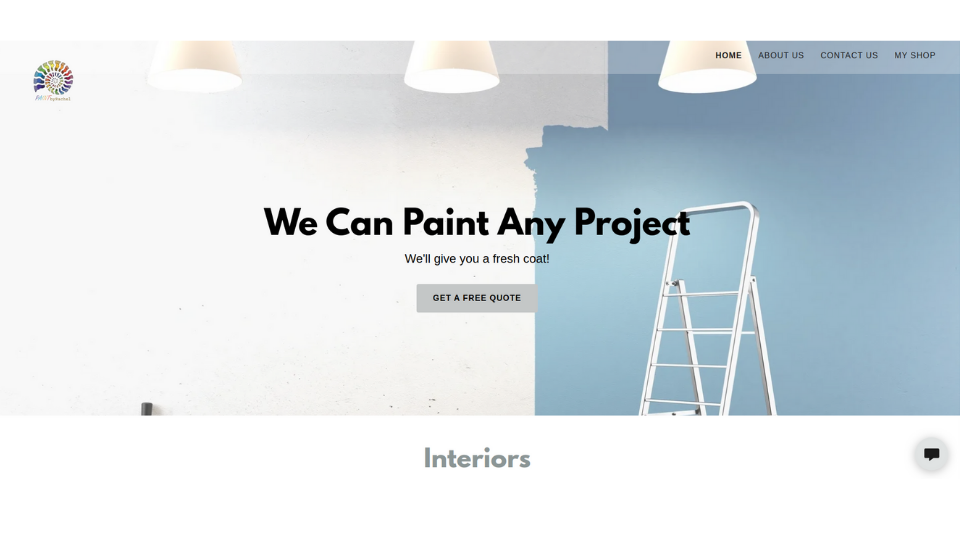 HOME ABOUT US CONTACT US MY SHOP
We Can Paint Any Project
We'll give you a fresh coat!
GET A FREE QUOTE
Interiors